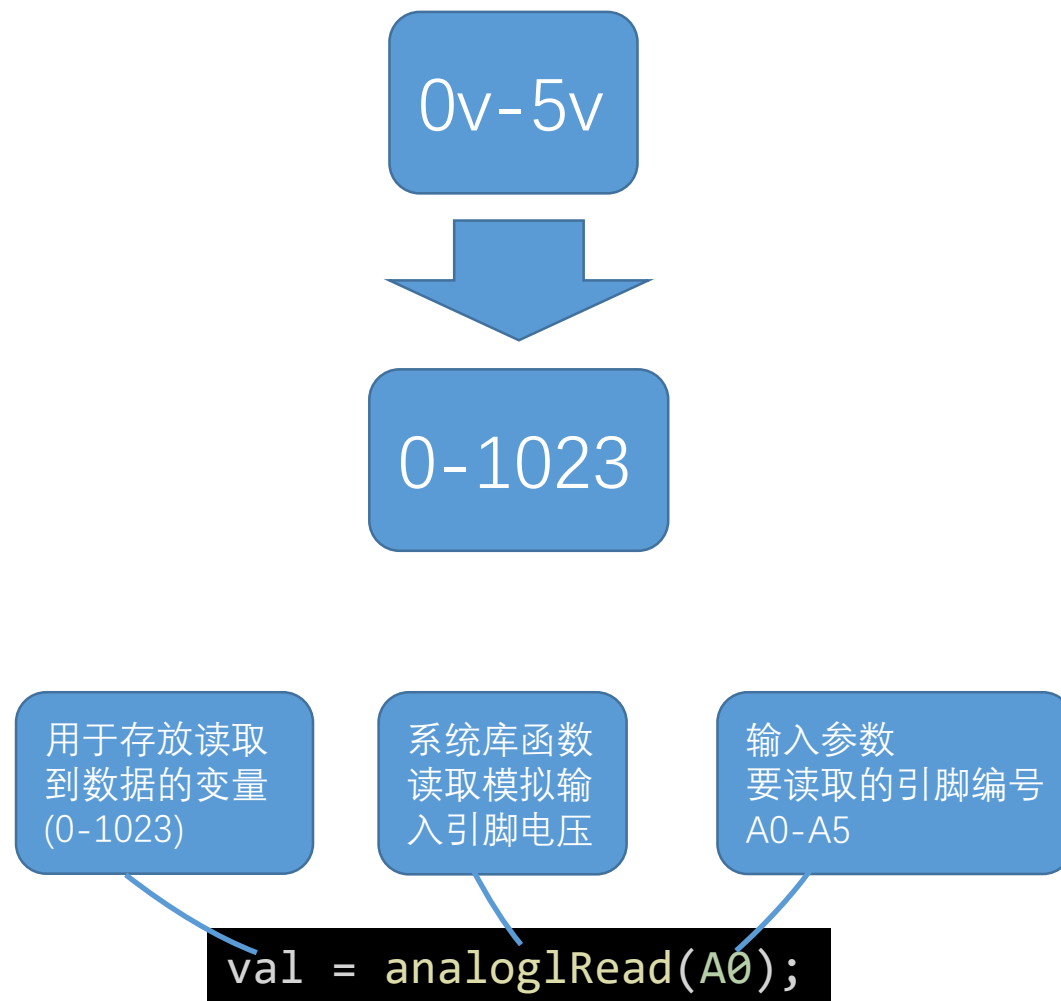 0v-5v
0-1023
用于存放读取
到数据的变量
(0-1023)
系统库函数
读取模拟输
入引脚电压
输入参数
要读取的引脚编号
A0-A5
val = analoglRead(A0);